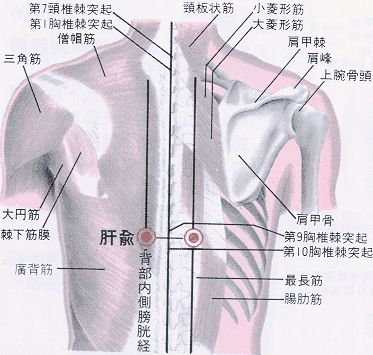 第7頸椎棘突起
第1胸椎棘突起
僧帽筋
三角筋
大円筋
棘下筋膜
廣背筋
肝兪
背部内側膀胱経
頸板状筋
小菱形筋
大菱形筋
肩甲棘
肩峰
上腕骨頭
肩甲骨
第9胸椎棘突起
第10胸椎棘突起
最長筋
腸肋筋